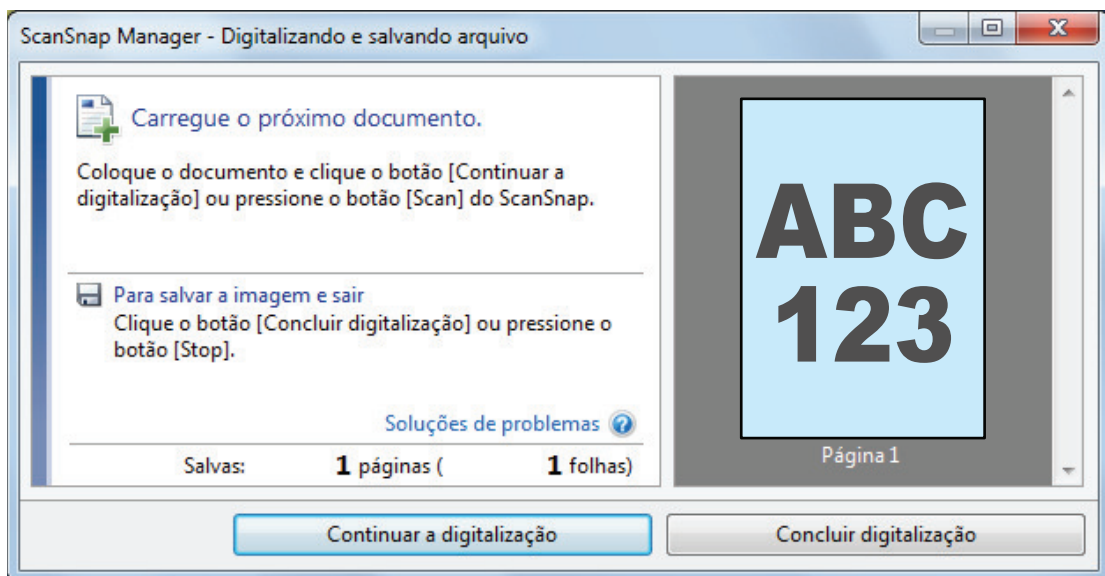 ScanSnap Manager - Digitalizando e salvando arquivo
Carregue o próximo documento.
Coloque o documento e clique o botão [Continuar a
digitalização] ou pressione o botão [Scan] do ScanSnap.
Para salvar a imagem e sair
Clique o botão [Concluir digitalização] ou pressione o
botão [Stop].
Soluções de problemas
Salvas: 1 páginas ( 1 folhas)
ABC
123
Página 1
Continuar a digitalização Concluir digitalização